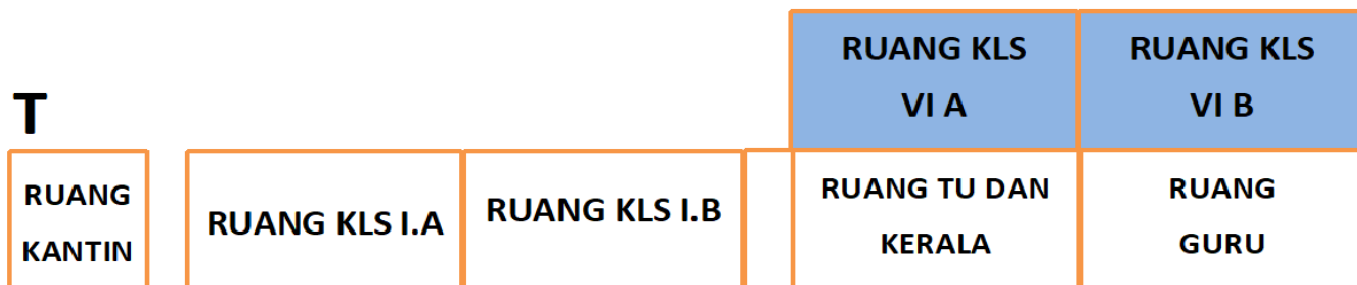 RUANG KLS
VI A
RUANG KLS
VI B
T
RUANG
KANTIN
RUANG KLS I.A
RUANG KLS I.B
RUANG TU DAN
KERALA
RUANG
GURU